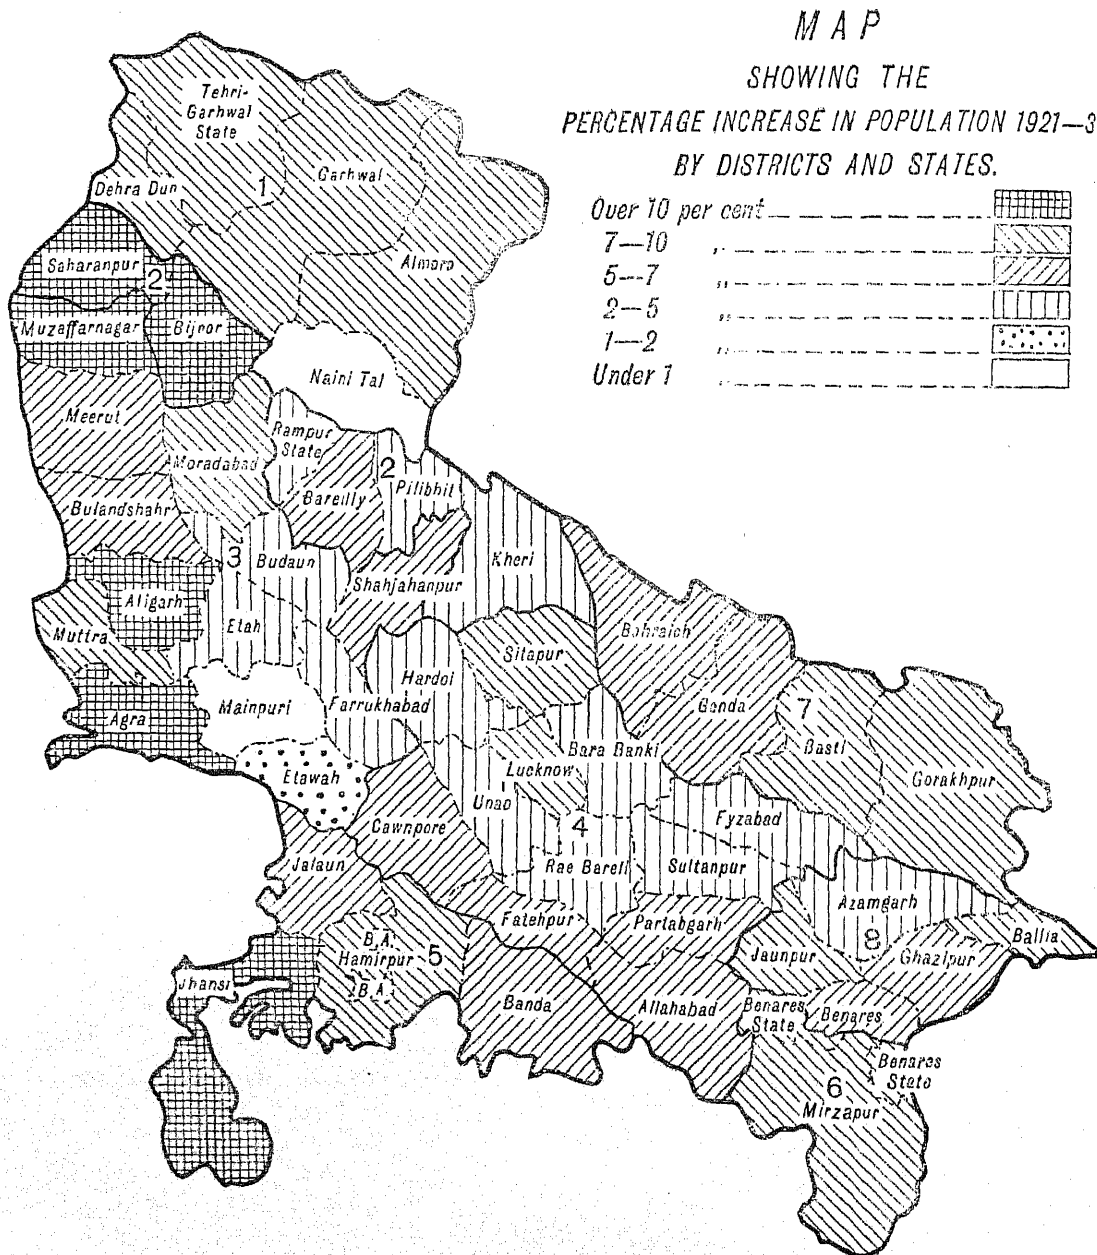 MAP
SHOWING THE
PERCENTAGE INCREASE IN POPULATION 1921—3
BY DISTRICTS AND STATES.
Over 10 per cent
7—10 „
5—7 „
2—5 „
1—2 „
Under 1 „
Tehri-
Garhwal
State
Dehra Dun
1
Garhwal
Almora
Saharanpur
2
Muzaffarnagar
Bijnor
Naini Tal
Meerut
Moradabad
Rampur
State
2
Pilibhit
Bareilly
Bulandshahr
3
Budaun
Shahjahanpur
Kheri
Aligarh
Etah
Muttra
Bahraich
Sitapur
Hardoi
Mainpuri
Farrukhabad
Gonda
7
Basti
Agra
Bara Banki
Gorakhpur
Etawah
Lucknow
Unao
Cawnpore
4
Fyzabad
Jalaun
Rae Bareli
Sultanpur
Azamgarh
Fatehpur
Partabgarh
8
Ballia
B.A.
Hamirpur
5
Jaunpur
Ghazipur
Jhansi
B.A.
Banda
Allahabad
Benares
State
Benares
Benares
State
6
Mirzapur